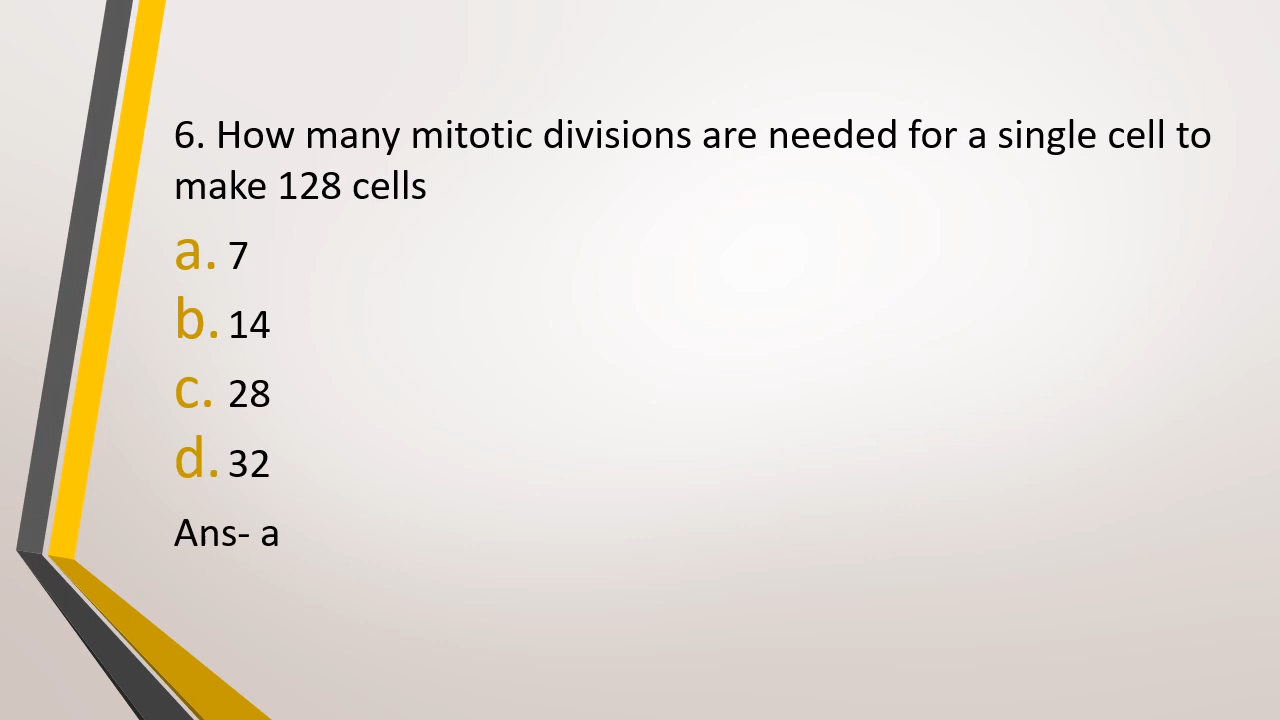 6. How many mitotic divisions are needed for a single cell to
make 128 cells
a. 7
b. 14
c. 28
d. 32
Ans- a